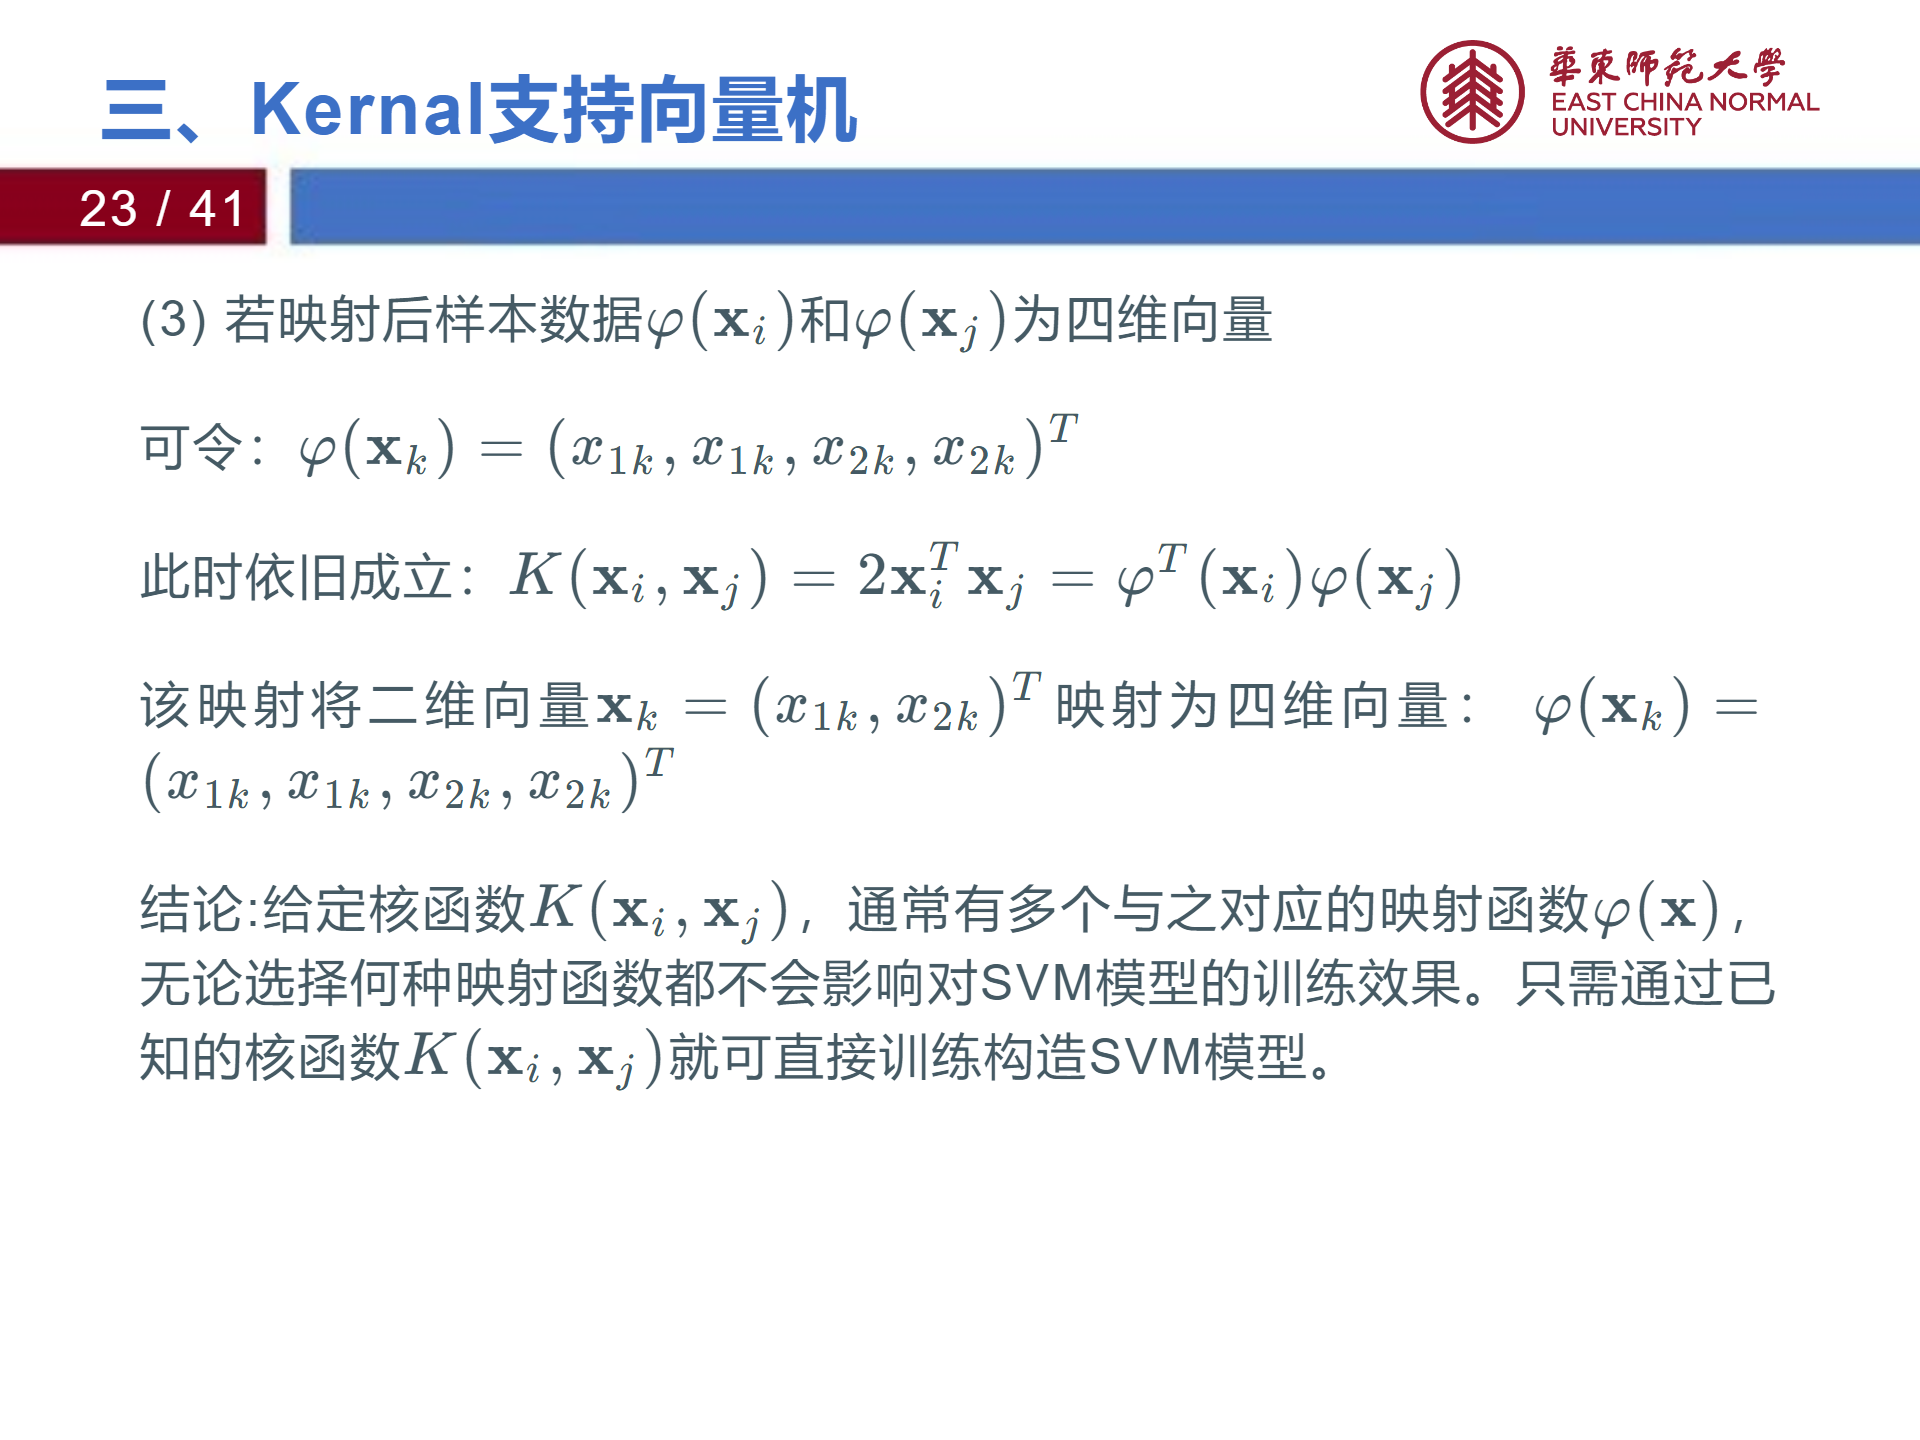 三、Kernal支持向量机
華東師範大學
EAST CHINA NORMAL
UNIVERSITY
23 / 41
(3) 若映射后样本数据φ(𝐱ᵢ)和φ(𝐱ⱼ)为四维向量
可令：φ(𝐱ₖ) = (x₁ₖ, x₁ₖ, x₂ₖ, x₂ₖ)ᵀ
此时依旧成立：K(𝐱ᵢ, 𝐱ⱼ) = 2𝐱ᵢᵀ𝐱ⱼ = φᵀ(𝐱ᵢ)φ(𝐱ⱼ)
该映射将二维向量𝐱ₖ = (x₁ₖ, x₂ₖ)ᵀ映射为四维向量： φ(𝐱ₖ) =
(x₁ₖ, x₁ₖ, x₂ₖ, x₂ₖ)ᵀ
结论:给定核函数K(𝐱ᵢ, 𝐱ⱼ)，通常有多个与之对应的映射函数φ(𝐱)，
无论选择何种映射函数都不会影响对SVM模型的训练效果。只需通过已
知的核函数K(𝐱ᵢ, 𝐱ⱼ)就可直接训练构造SVM模型。